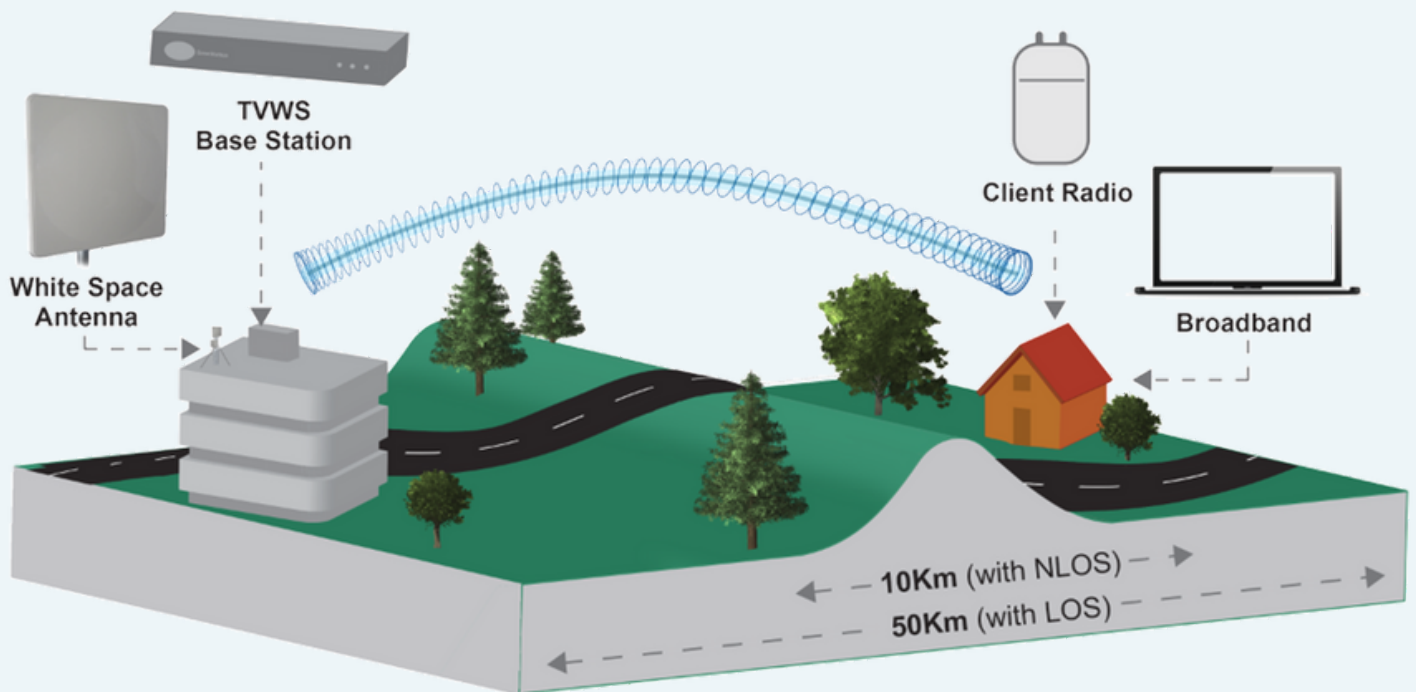 TVWS
Base Station
White Space
Antenna
Client Radio
Broadband
10Km (with NLOS)
50Km (with LOS)